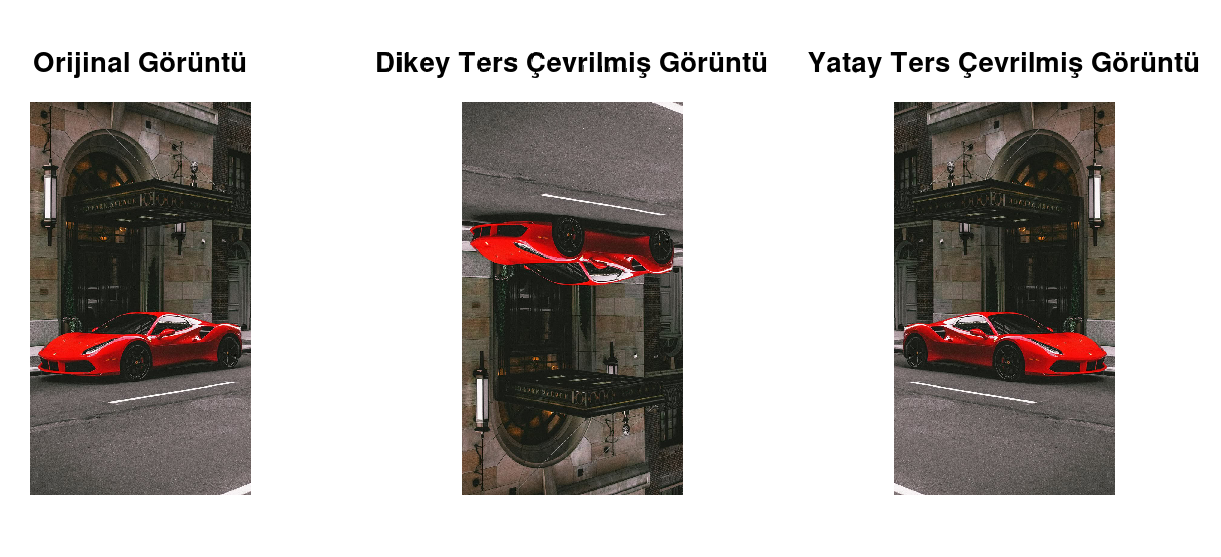 Orijinal Görüntü
Dikey Ters Çevrilmiş Görüntü
Yatay Ters Çevrilmiş Görüntü